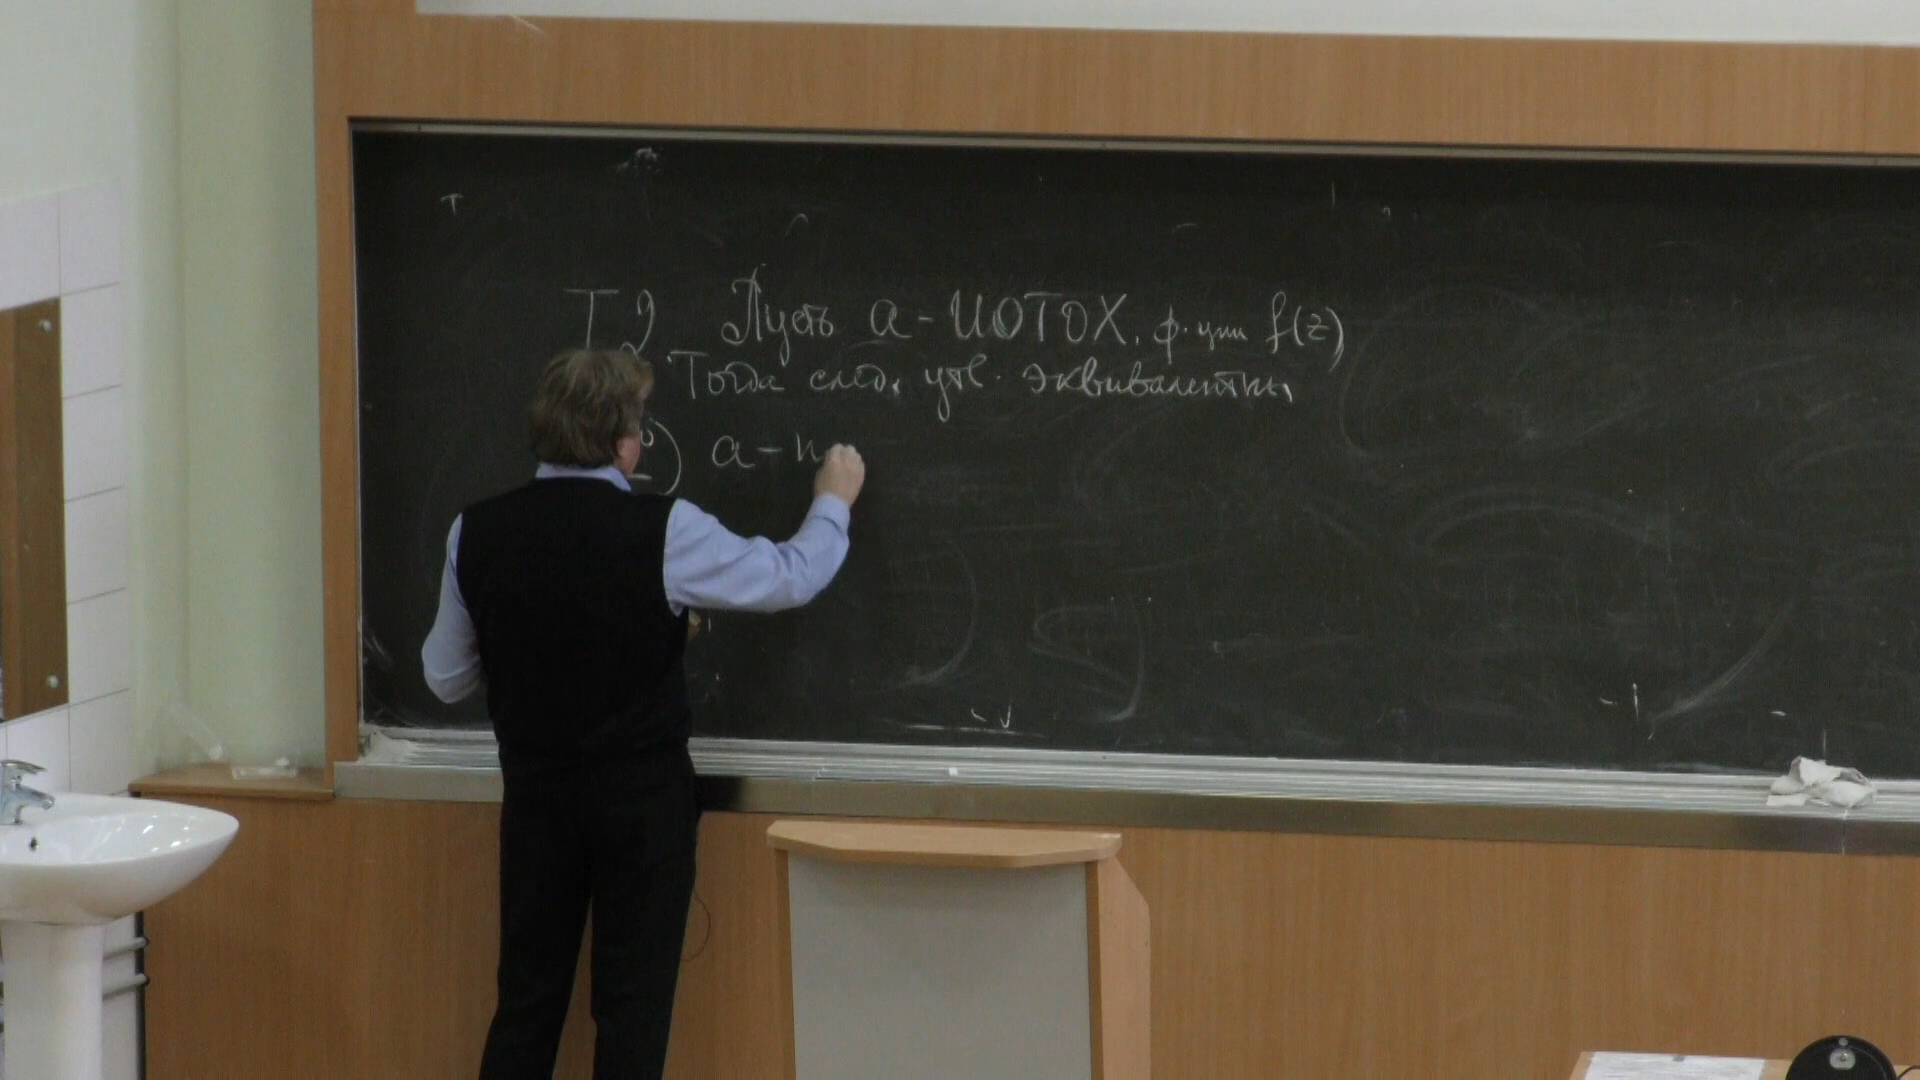 Т2. Пусть a - ИОТОХ. ф-ции f(z)
Тогда след. утв. эквивалентны
) a - н